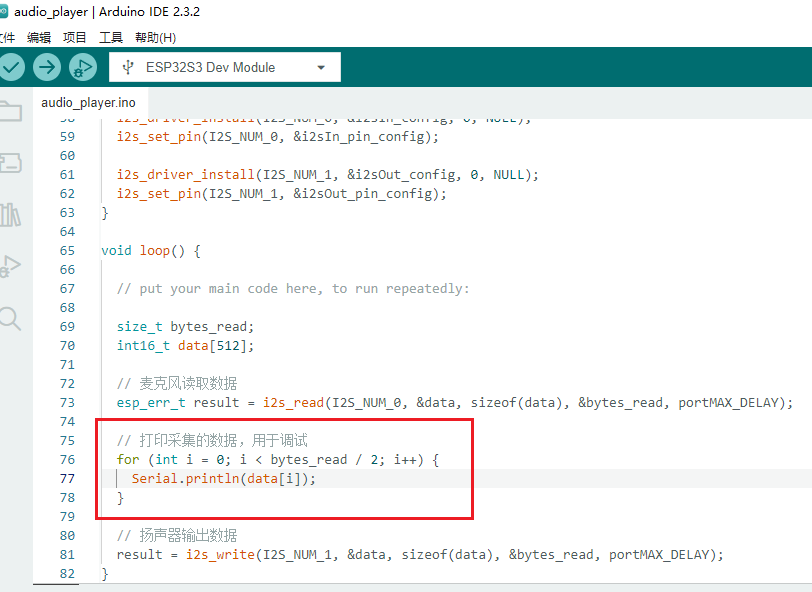 audio_player | Arduino IDE 2.3.2
文件 编辑 项目 工具 帮助(H)
ESP32S3 Dev Module
audio_player.ino
58 i2s_driver_install(I2S_NUM_0, &i2sIn_config, 0, NULL);
59 i2s_set_pin(I2S_NUM_0, &i2sIn_pin_config);
60
61 i2s_driver_install(I2S_NUM_1, &i2sOut_config, 0, NULL);
62 i2s_set_pin(I2S_NUM_1, &i2sOut_pin_config);
63 }
64
65 void loop() {
66
67 // put your main code here, to run repeatedly:
68
69 size_t bytes_read;
70 int16_t data[512];
71
72 // 麦克风读取数据
73 esp_err_t result = i2s_read(I2S_NUM_0, &data, sizeof(data), &bytes_read, portMAX_DELAY);
74
75 // 打印采集的数据，用于调试
76 for (int i = 0; i < bytes_read / 2; i++) {
77 Serial.println(data[i]);
78 }
79
80 // 扬声器输出数据
81 result = i2s_write(I2S_NUM_1, &data, sizeof(data), &bytes_read, portMAX_DELAY);
82 }